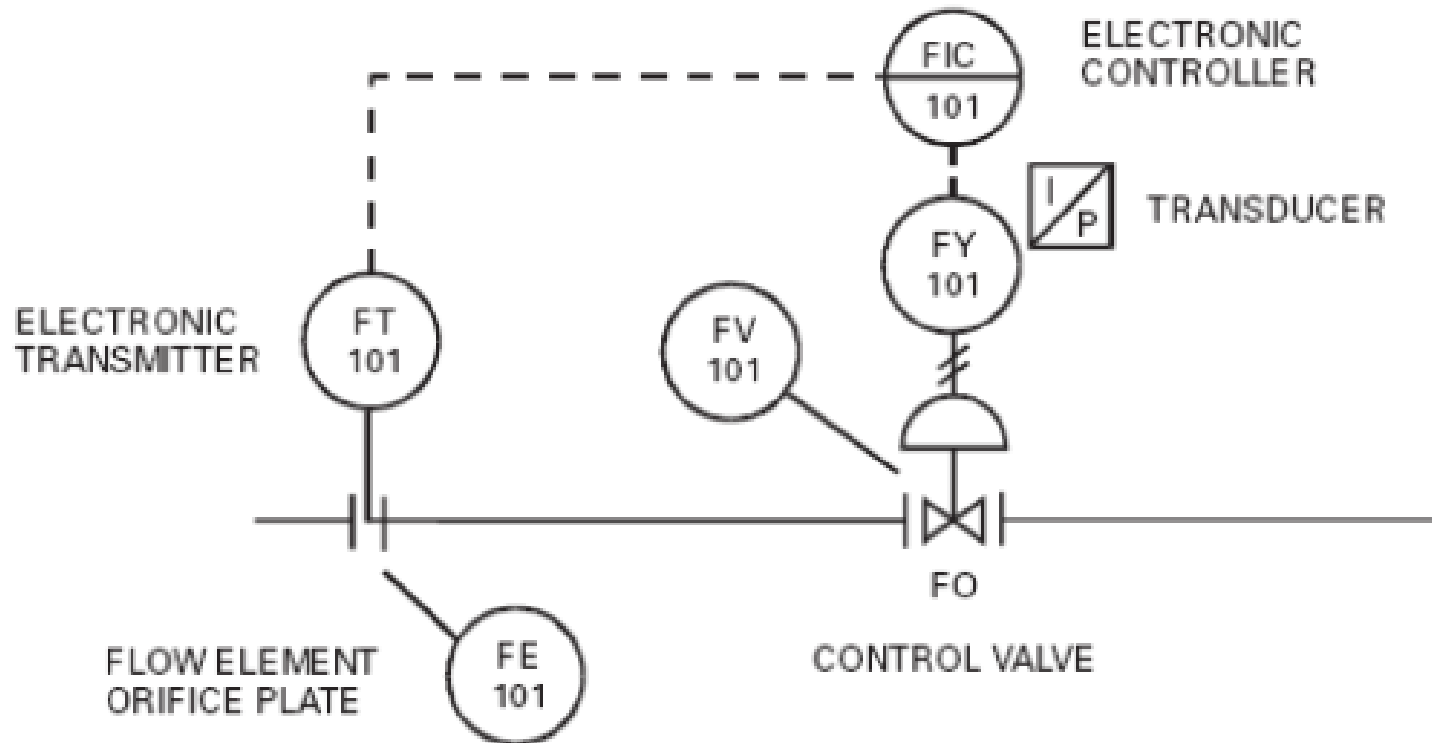 FIC
101
ELECTRONIC
CONTROLLER
I
P
TRANSDUCER
FY
101
ELECTRONIC
TRANSMITTER
FT
101
FV
101
FO
CONTROL VALVE
FLOW ELEMENT
ORIFICE PLATE
FE
101